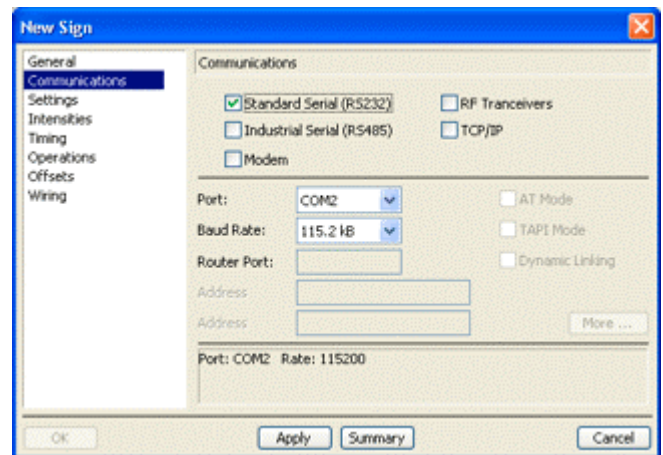 New Sign
General
Communications
Settings
Intensities
Timing
Operations
Offsets
Wiring
Communications
Standard Serial (RS232)
RF Tranceivers
Industrial Serial (RS485)
TCP/IP
Modem
Port: COM2
AT Mode
Baud Rate: 115.2 kB
TAPI Mode
Router Port:
Dynamic Linking
Address
Address
More ...
Port: COM2 Rate: 115200
OK Apply Summary Cancel